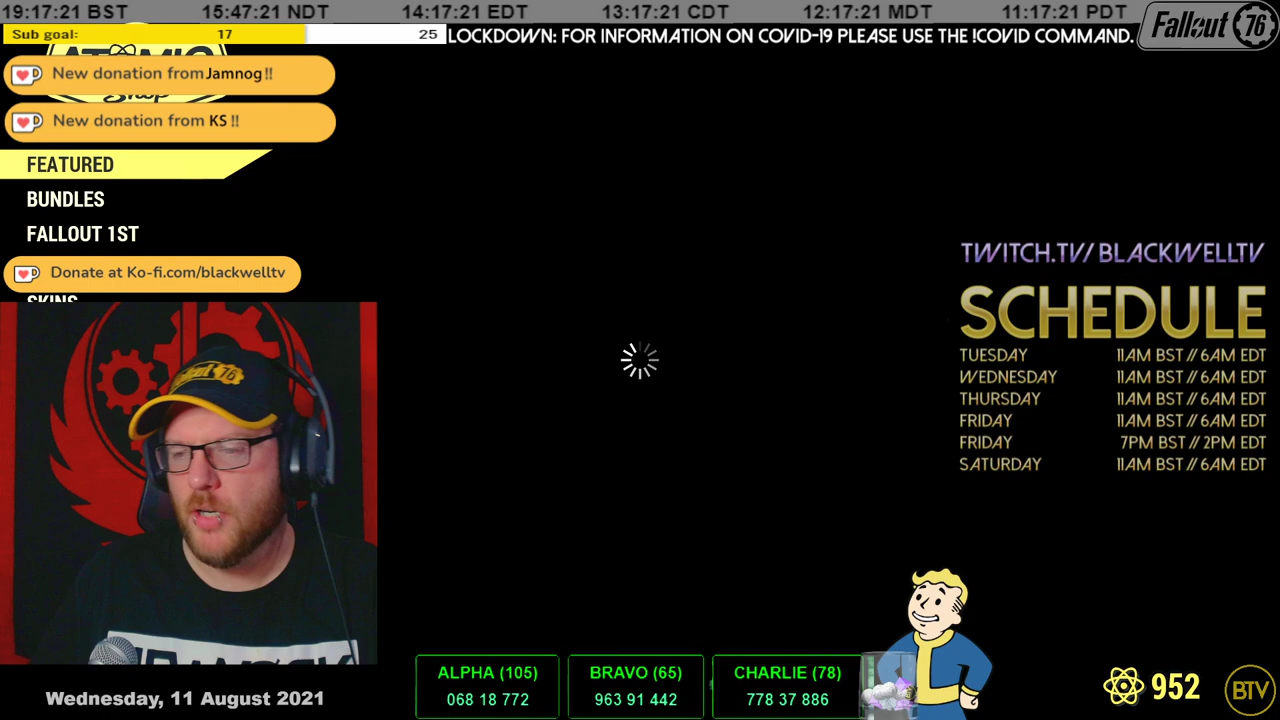 19:17:21 BST 15:47:21 NDT 14:17:21 EDT 13:17:21 CDT 12:17:21 MDT 11:17:21 PDT
Sub goal: 17 25
LOCKDOWN: FOR INFORMATION ON COVID-19 PLEASE USE THE !COVID COMMAND.
Fallout 76
ATOMIC
Shop
New donation from Jamnog !!
New donation from KS !!
FEATURED
BUNDLES
FALLOUT 1ST
Donate at Ko-fi.com/blackwelltv
SKINS
Fallout 76
TWITCH.TV/BLACKWELLTV
SCHEDULE
TUESDAY 11AM BST // 6AM EDT
WEDNESDAY 11AM BST // 6AM EDT
THURSDAY 11AM BST // 6AM EDT
FRIDAY 11AM BST // 6AM EDT
FRIDAY 7PM BST // 2PM EDT
SATURDAY 11AM BST // 6AM EDT
Wednesday, 11 August 2021
ALPHA (105)
068 18 772
BRAVO (65)
963 91 442
CHARLIE (78)
778 37 886
952
BTV